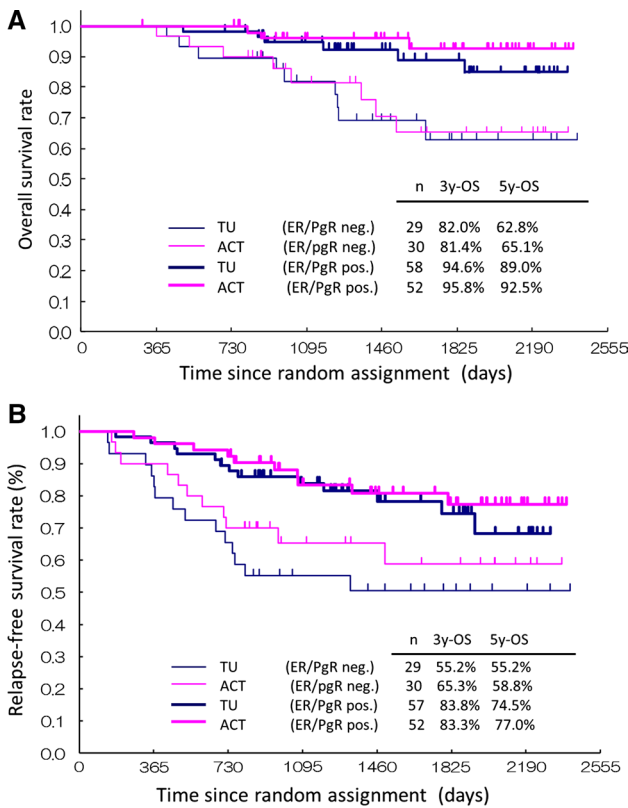 A
Overall survival rate
1.0
0.9
0.8
0.7
0.6
0.5
0.4
0.3
0.2
0.1
0.0
n 3y-OS 5y-OS
TU (ER/PgR neg.) 29 82.0% 62.8%
ACT (ER/PgR neg.) 30 81.4% 65.1%
TU (ER/PgR pos.) 58 94.6% 89.0%
ACT (ER/PgR pos.) 52 95.8% 92.5%
0 365 730 1095 1460 1825 2190 2555
Time since random assignment (days)
B
Relapse-free survival rate (%)
1.0
0.9
0.8
0.7
0.6
0.5
0.4
0.3
0.2
0.1
0.0
n 3y-OS 5y-OS
TU (ER/PgR neg.) 29 55.2% 55.2%
ACT (ER/PgR neg.) 30 65.3% 58.8%
TU (ER/PgR pos.) 57 83.8% 74.5%
ACT (ER/PgR pos.) 52 83.3% 77.0%
0 365 730 1095 1460 1825 2190 2555
Time since random assignment (days)